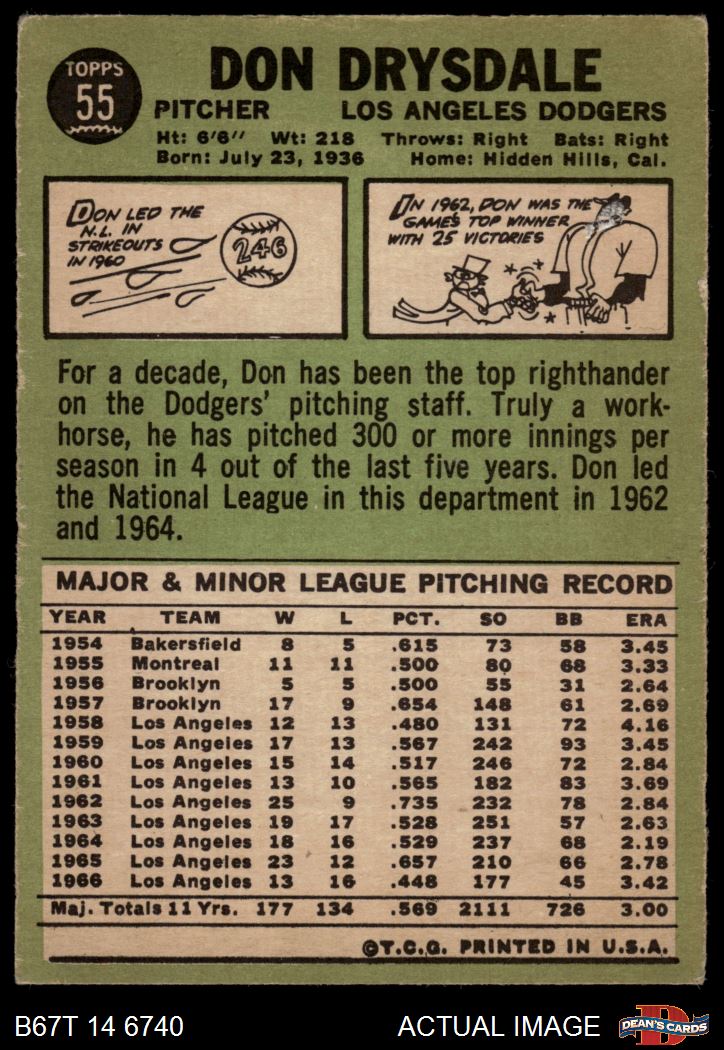 TOPPS
55
DON DRYSDALE
PITCHER LOS ANGELES DODGERS
Ht: 6'6" Wt: 218 Throws: Right Bats: Right
Born: July 23, 1936 Home: Hidden Hills, Cal.
DON LED THE
N.L. IN
STRIKEOUTS
IN 1960
246
IN 1962, DON WAS THE
GAME'S TOP WINNER
WITH 25 VICTORIES
For a decade, Don has been the top righthander
on the Dodgers' pitching staff. Truly a work-
horse, he has pitched 300 or more innings per
season in 4 out of the last five years. Don led
the National League in this department in 1962
and 1964.
MAJOR & MINOR LEAGUE PITCHING RECORD
YEAR TEAM W L PCT. SO BB ERA
1954 Bakersfield 8 5 .615 73 58 3.45
1955 Montreal 11 11 .500 80 68 3.33
1956 Brooklyn 5 5 .500 55 31 2.64
1957 Brooklyn 17 9 .654 148 61 2.69
1958 Los Angeles 12 13 .480 131 72 4.16
1959 Los Angeles 17 13 .567 242 93 3.45
1960 Los Angeles 15 14 .517 246 72 2.84
1961 Los Angeles 13 10 .565 182 83 3.69
1962 Los Angeles 25 9 .735 232 78 2.84
1963 Los Angeles 19 17 .528 251 57 2.63
1964 Los Angeles 18 16 .529 237 68 2.19
1965 Los Angeles 23 12 .657 210 66 2.78
1966 Los Angeles 13 16 .448 177 45 3.42
Maj. Totals 11 Yrs. 177 134 .569 2111 726 3.00
©T.C.G. PRINTED IN U.S.A.
B67T 14 6740 ACTUAL IMAGE
D
DEAN'S CARDS